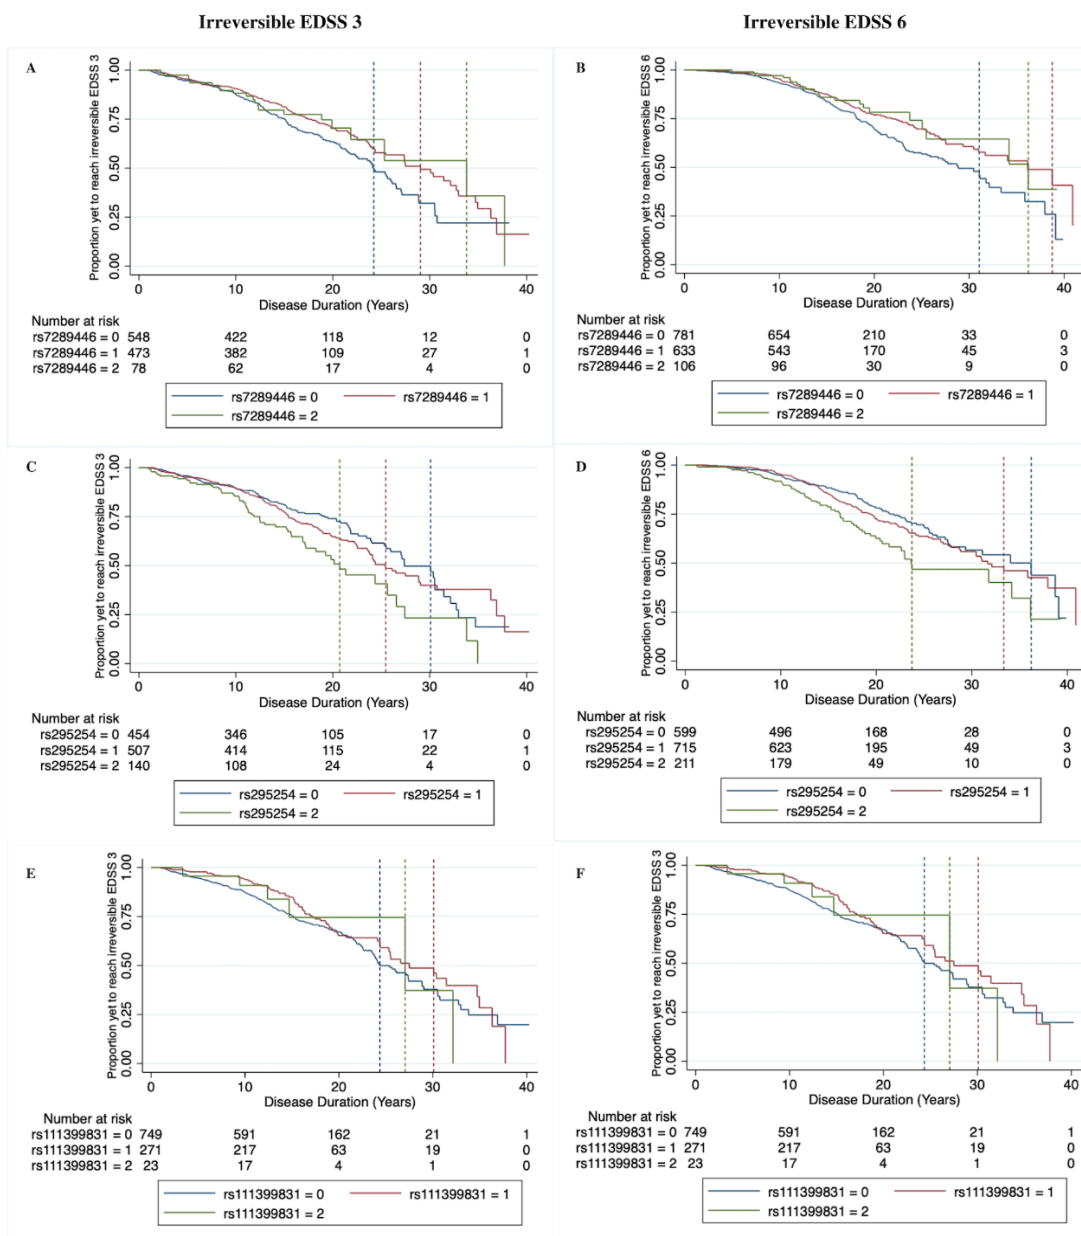 Irreversible EDSS 3
Irreversible EDSS 6
A
Proportion yet to reach irreversible EDSS 3
1.00
0.75
0.50
0.25
0.00
0 10 20 30 40
Disease Duration (Years)
Number at risk
rs7289446 = 0 548 422 118 12 0
rs7289446 = 1 473 382 109 27 1
rs7289446 = 2 78 62 17 4 0
rs7289446 = 0 rs7289446 = 1
rs7289446 = 2
B
Proportion yet to reach irreversible EDSS 6
1.00
0.75
0.50
0.25
0.00
0 10 20 30 40
Disease Duration (Years)
Number at risk
rs7289446 = 0 781 654 210 33 0
rs7289446 = 1 633 543 170 45 3
rs7289446 = 2 106 96 30 9 0
rs7289446 = 0 rs7289446 = 1
rs7289446 = 2
C
Proportion yet to reach irreversible EDSS 3
1.00
0.75
0.50
0.25
0.00
0 10 20 30 40
Disease Duration (Years)
Number at risk
rs295254 = 0 454 346 105 17 0
rs295254 = 1 507 414 115 22 1
rs295254 = 2 140 108 24 4 0
rs295254 = 0 rs295254 = 1
rs295254 = 2
D
Proportion yet to reach irreversible EDSS 6
1.00
0.75
0.50
0.25
0.00
0 10 20 30 40
Disease Duration (Years)
Number at risk
rs295254 = 0 599 496 168 28 0
rs295254 = 1 715 623 195 49 3
rs295254 = 2 211 179 49 10 0
rs295254 = 0 rs295254 = 1
rs295254 = 2
E
Proportion yet to reach irreversible EDSS 3
1.00
0.75
0.50
0.25
0.00
0 10 20 30 40
Disease Duration (Years)
Number at risk
rs111399831 = 0 749 591 162 21 1
rs111399831 = 1 271 217 63 19 0
rs111399831 = 2 23 17 4 1 0
rs111399831 = 0 rs111399831 = 1
rs111399831 = 2
F
Proportion yet to reach irreversible EDSS 3
1.00
0.75
0.50
0.25
0.00
0 10 20 30 40
Disease Duration (Years)
Number at risk
rs111399831 = 0 749 591 162 21 1
rs111399831 = 1 271 217 63 19 0
rs111399831 = 2 23 17 4 1 0
rs111399831 = 0 rs111399831 = 1
rs111399831 = 2